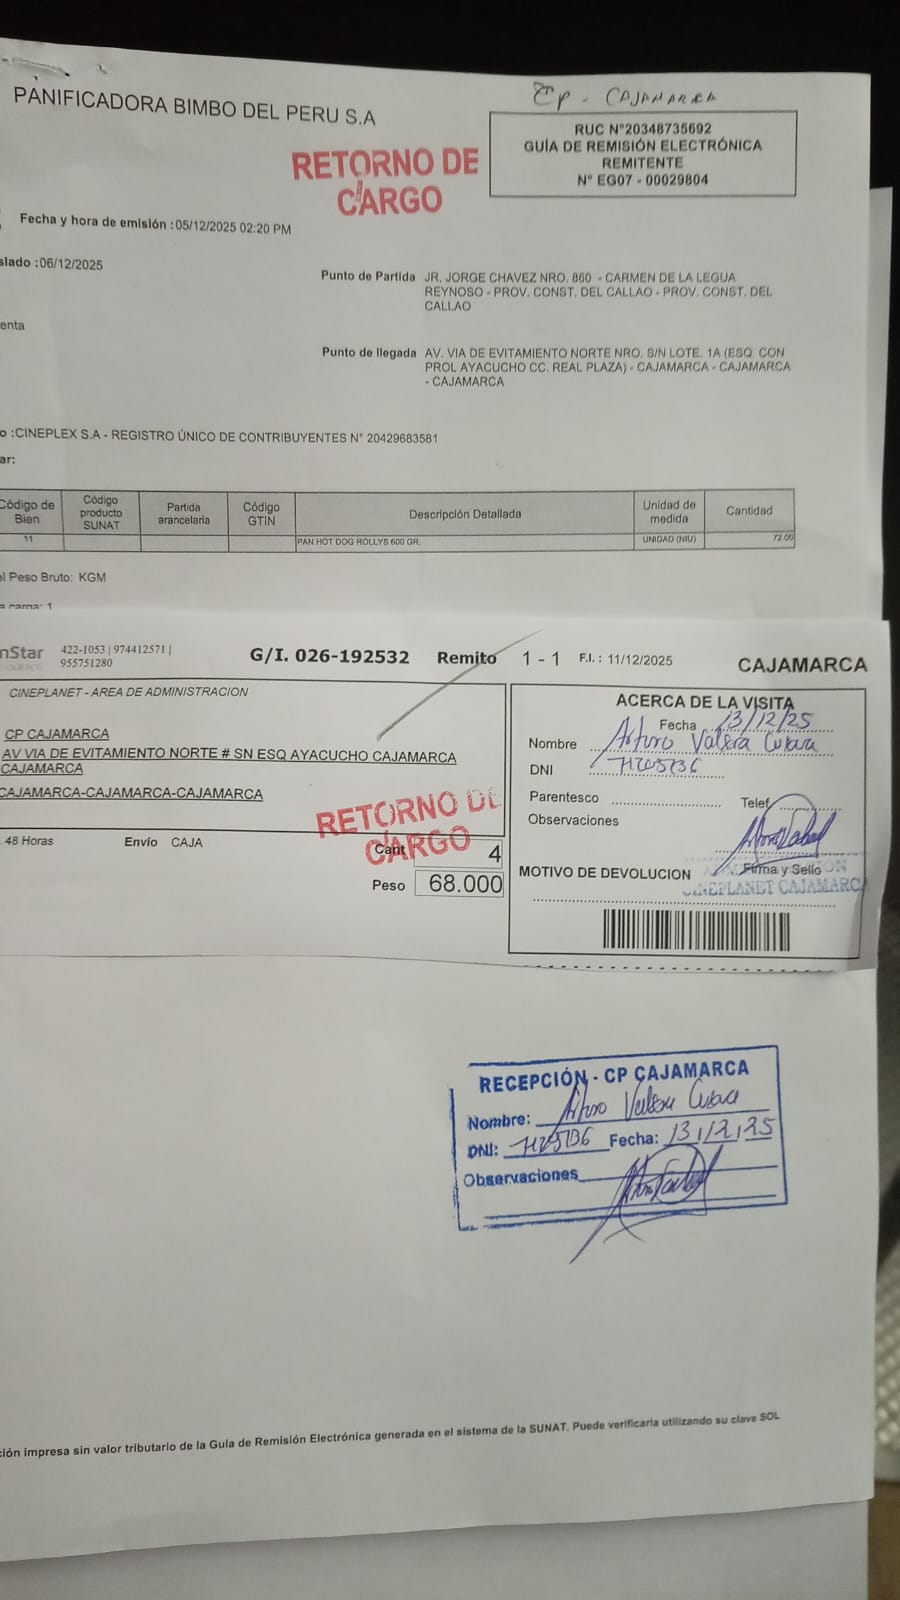 PANIFICADORA BIMBO DEL PERU S.A
CP - CAJAMARCA
RUC N°20348735692
GUÍA DE REMISIÓN ELECTRÓNICA
REMITENTE
N° EG07 - 00029804
RETORNO DE
CARGO
Fecha y hora de emisión :05/12/2025 02:20 PM
slado :06/12/2025
Punto de Partida JR. JORGE CHAVEZ NRO. 860 - CARMEN DE LA LEGUA
REYNOSO - PROV. CONST. DEL CALLAO - PROV. CONST. DEL
CALLAO
enta
Punto de llegada AV. VIA DE EVITAMIENTO NORTE NRO. S/N LOTE. 1A (ESQ. CON
PROL AYACUCHO CC. REAL PLAZA) - CAJAMARCA - CAJAMARCA
- CAJAMARCA
o :CINEPLEX S.A - REGISTRO ÚNICO DE CONTRIBUYENTES N° 20429683581
ar:
Código de Bien Código producto SUNAT Partida arancelaria Código GTIN Descripción Detallada Unidad de medida Cantidad
11 PAN HOT DOG ROLLYS 600 GR. UNIDAD (NIU) 72.00
el Peso Bruto: KGM
a carga: 1
nStar 422-1053 | 974412571 |
955751280
G/I. 026-192532 Remito 1 - 1 F.I. : 11/12/2025 CAJAMARCA
CINEPLANET - AREA DE ADMINISTRACION
CP CAJAMARCA
AV VIA DE EVITAMIENTO NORTE # SN ESQ AYACUCHO CAJAMARCA
CAJAMARCA
CAJAMARCA-CAJAMARCA-CAJAMARCA
48 Horas Envío CAJA
RETORNO DE
CARGO
Cant 4
Peso 68.000
ACERCA DE LA VISITA
Fecha 13/12/25
Nombre Arturo Valera
DNI
Parentesco Telef.
Observaciones
Firma y Sello
MOTIVO DE DEVOLUCION
CINEPLANET CAJAMARCA
RECEPCIÓN - CP CAJAMARCA
Nombre: Arturo Valera
DNI: Fecha: 13/12/25
Observaciones
ción impresa sin valor tributario de la Guía de Remisión Electrónica generada en el sistema de la SUNAT. Puede verificarla utilizando su clave SOL